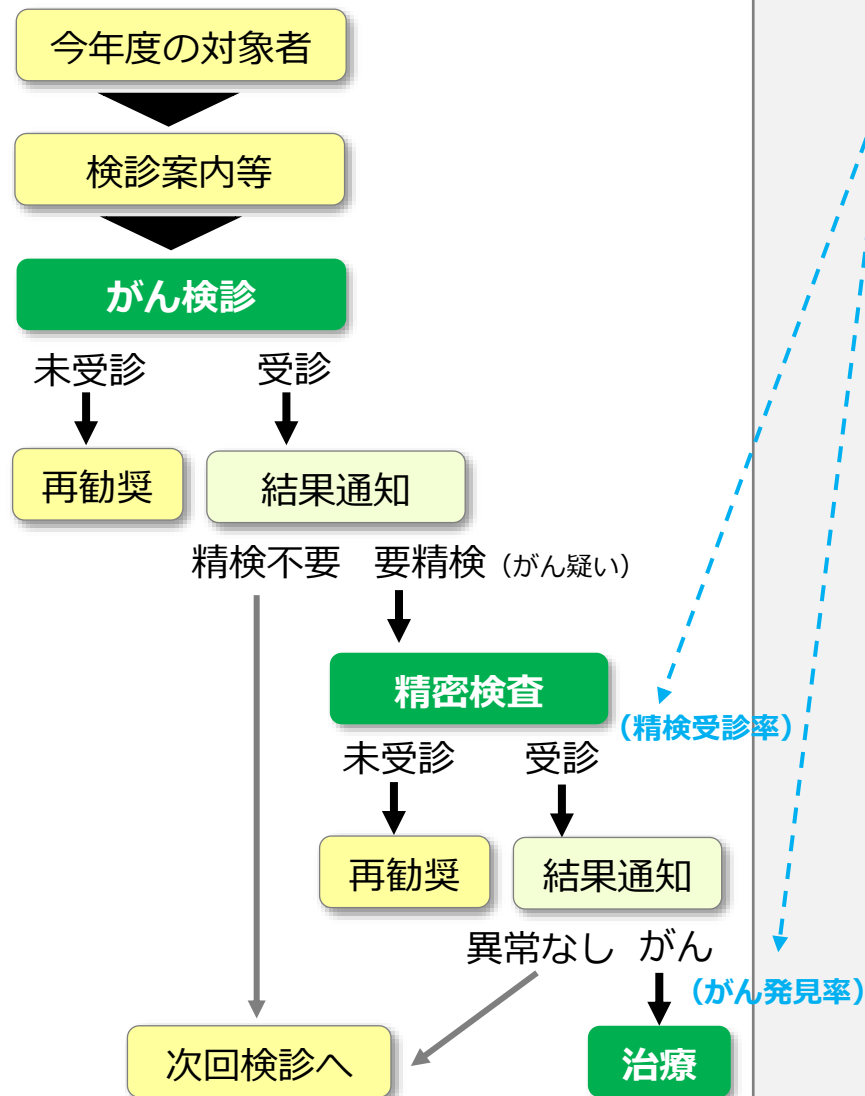 今年度の対象者
検診案内等
がん検診
未受診 受診
再勧奨 結果通知
精検不要 要精検（がん疑い）
精密検査
（精検受診率）
未受診 受診
再勧奨 結果通知
異常なし がん
（がん発見率）
次回検診へ 治療